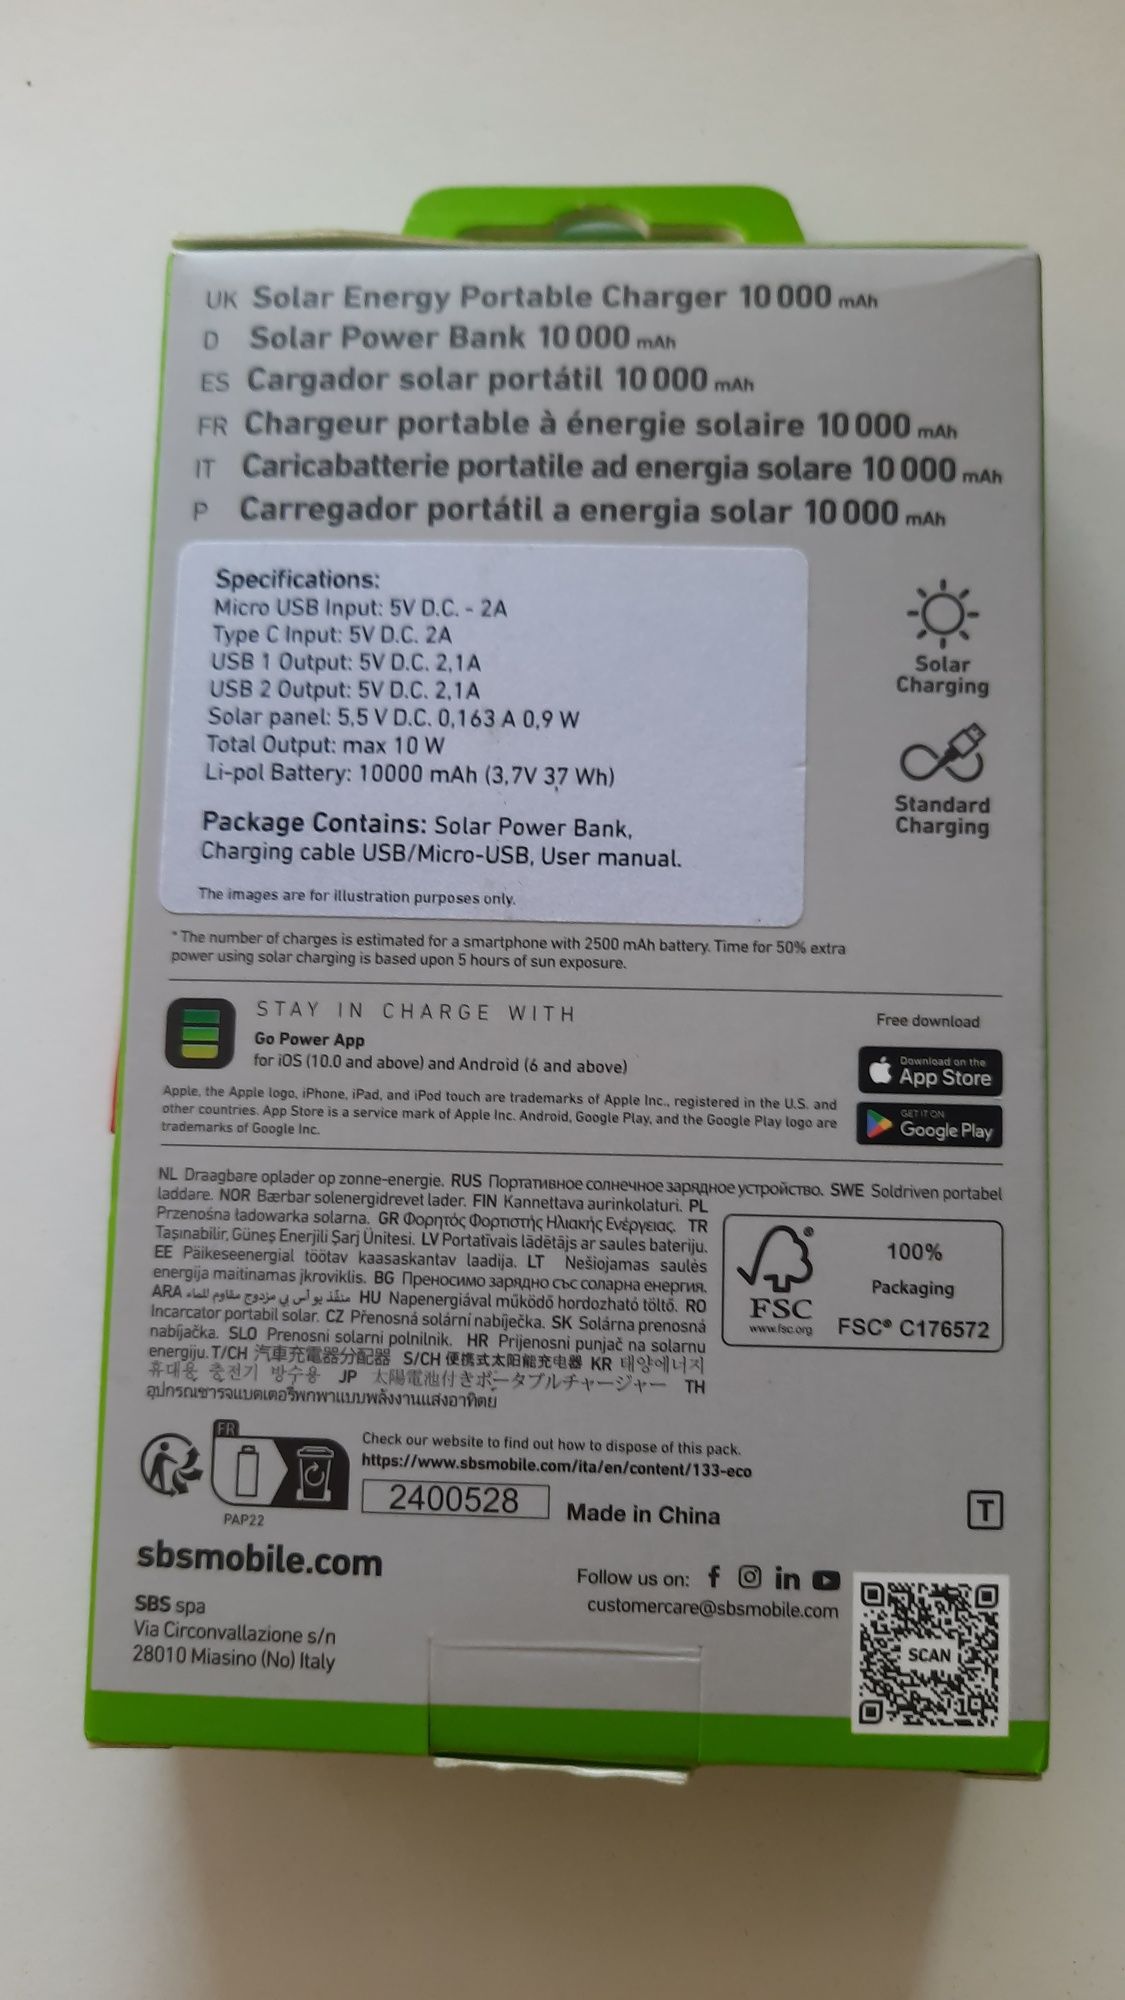 UK Solar Energy Portable Charger 10 000 mAh
D Solar Power Bank 10 000 mAh
ES Cargador solar portátil 10 000 mAh
FR Chargeur portable à énergie solaire 10 000 mAh
IT Caricabatterie portatile ad energia solare 10 000 mAh
P Carregador portátil a energia solar 10 000 mAh
Specifications:
Micro USB Input: 5V D.C. - 2A
Type C Input: 5V D.C. 2A
USB 1 Output: 5V D.C. 2,1A
USB 2 Output: 5V D.C. 2,1A
Solar panel: 5,5 V D.C. 0,163 A 0,9 W
Total Output: max 10 W
Li-pol Battery: 10000 mAh (3,7V 37 Wh)
Package Contains: Solar Power Bank,
Charging cable USB/Micro-USB, User manual.
The images are for illustration purposes only.
Solar
Charging
Standard
Charging
* The number of charges is estimated for a smartphone with 2500 mAh battery. Time for 50% extra
power using solar charging is based upon 5 hours of sun exposure.
STAY IN CHARGE WITH
Go Power App
for iOS (10.0 and above) and Android (6 and above)
Free download
Download on the
App Store
GET IT ON
Google Play
Apple, the Apple logo, iPhone, iPad, and iPod touch are trademarks of Apple Inc., registered in the U.S. and
other countries. App Store is a service mark of Apple Inc. Android, Google Play, and the Google Play logo are
trademarks of Google Inc.
NL Draagbare oplader op zonne-energie. RUS Портативное солнечное зарядное устройство. SWE Soldriven portabel
laddare. NOR Bærbar solenergidrevet lader. FIN Kannettava aurinkolaturi. PL
Przenośna ładowarka solarna. GR Φορητός Φορτιστής Ηλιακής Ενέργειας. TR
Taşınabilir, Güneş Enerjili Şarj Ünitesi. LV Portatīvais lādētājs ar saules bateriju.
EE Päikeseenergial töötav kaasaskantav laadija. LT Nešiojamas saulės
energija maitinamas įkroviklis. BG Преносимо зарядно със соларна енергия.
ARA منفذ يو أس بي مزدوج مقاوم للماء HU Napenergiával működő hordozható töltő. RO
Incarcator portabil solar. CZ Přenosná solární nabíječka. SK Solárna prenosná
nabíjačka. SLO Prenosni solarni polnilnik. HR Prijenosni punjač na solarnu
energiju. T/CH 汽車充電器分配器 S/CH 便携式太阳能充电器 KR 태양에너지
휴대용 충전기 방수용 JP 太陽電池付きポータブルチャージャー TH
อุปกรณ์ชาร์จแบตเตอรี่พกพาแบบพลังงานแสงอาทิตย์
FSC
www.fsc.org
100%
Packaging
FSC® C176572
FR
PAP22
Check our website to find out how to dispose of this pack.
https://www.sbsmobile.com/ita/en/content/133-eco
2400528
Made in China
T
sbsmobile.com
SBS spa
Via Circonvallazione s/n
28010 Miasino (No) Italy
Follow us on:
customercare@sbsmobile.com
SCAN